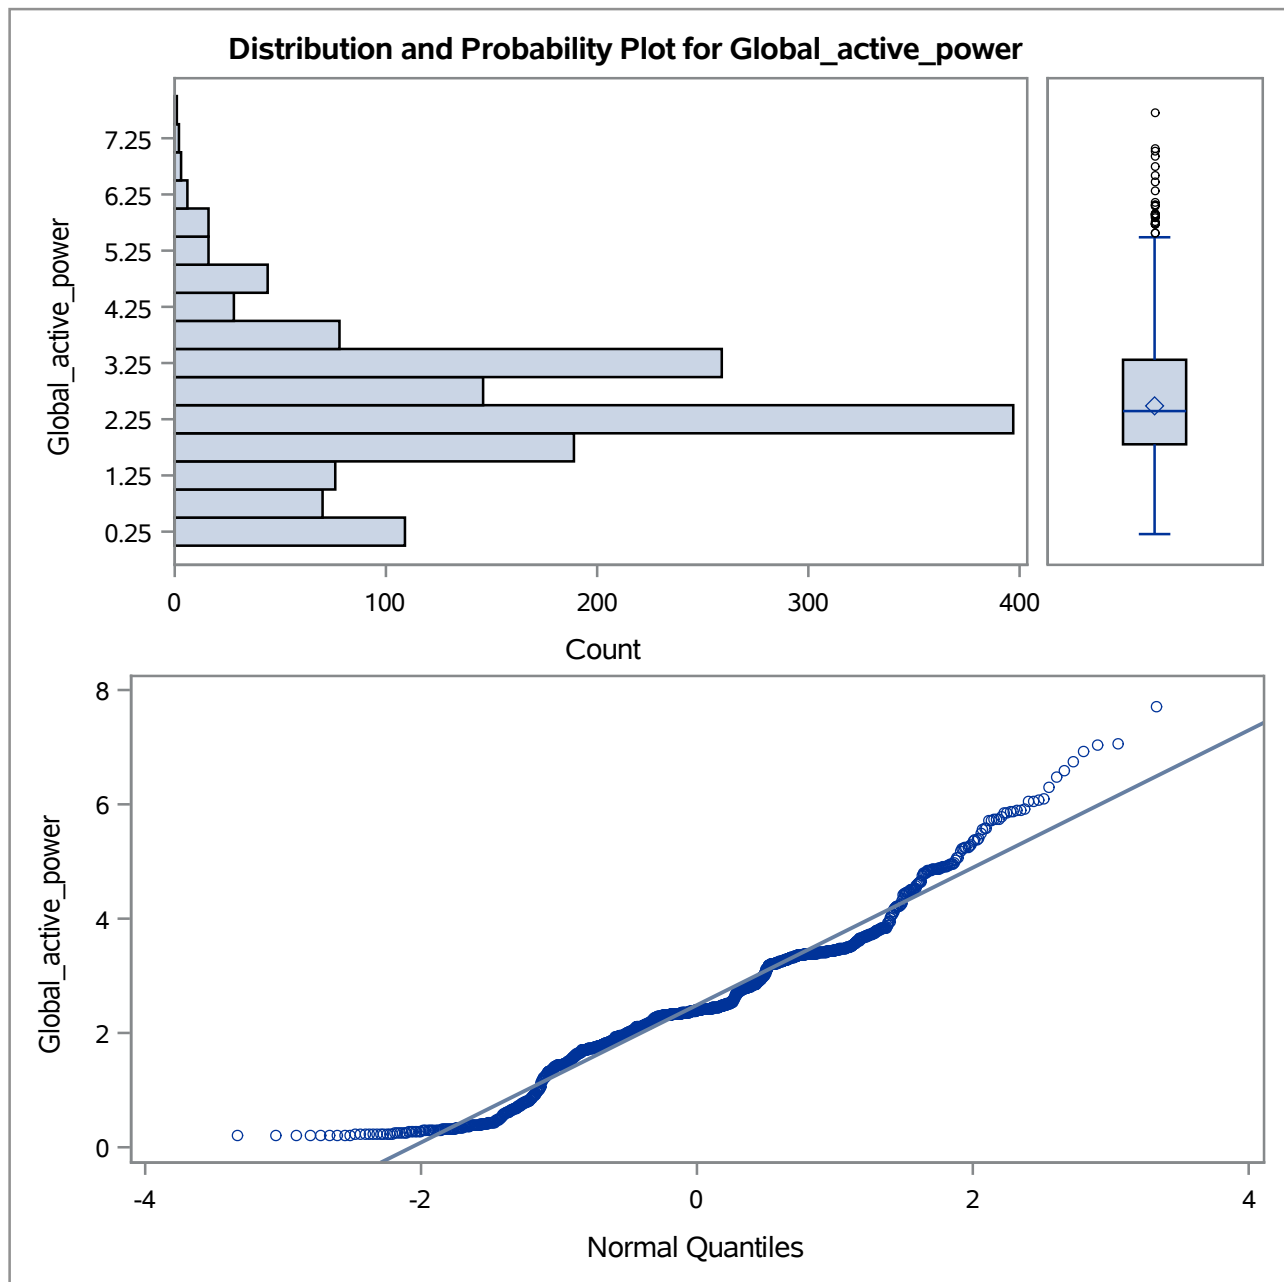 Distribution and Probability Plot for Global_active_power
Global_active_power
7.25
6.25
5.25
4.25
3.25
2.25
1.25
0.25
0 100 200 300 400
Count
Global_active_power
8
6
4
2
0
-4 -2 0 2 4
Normal Quantiles